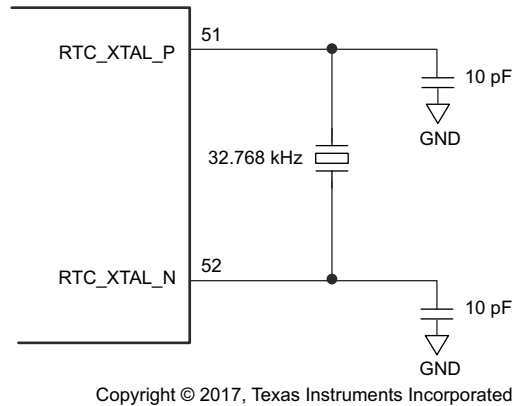 51
RTC_XTAL_P
10 pF
GND
32.768 kHz
52
RTC_XTAL_N
10 pF
GND
Copyright © 2017, Texas Instruments Incorporated